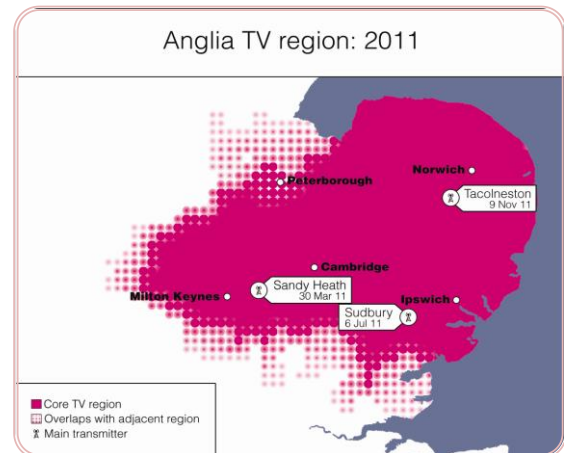 Anglia TV region: 2011
Norwich
Peterborough
Tacolneston
9 Nov 11
Cambridge
Sandy Heath
30 Mar 11
Milton Keynes
Ipswich
Sudbury
6 Jul 11
Core TV region
Overlaps with adjacent region
Main transmitter